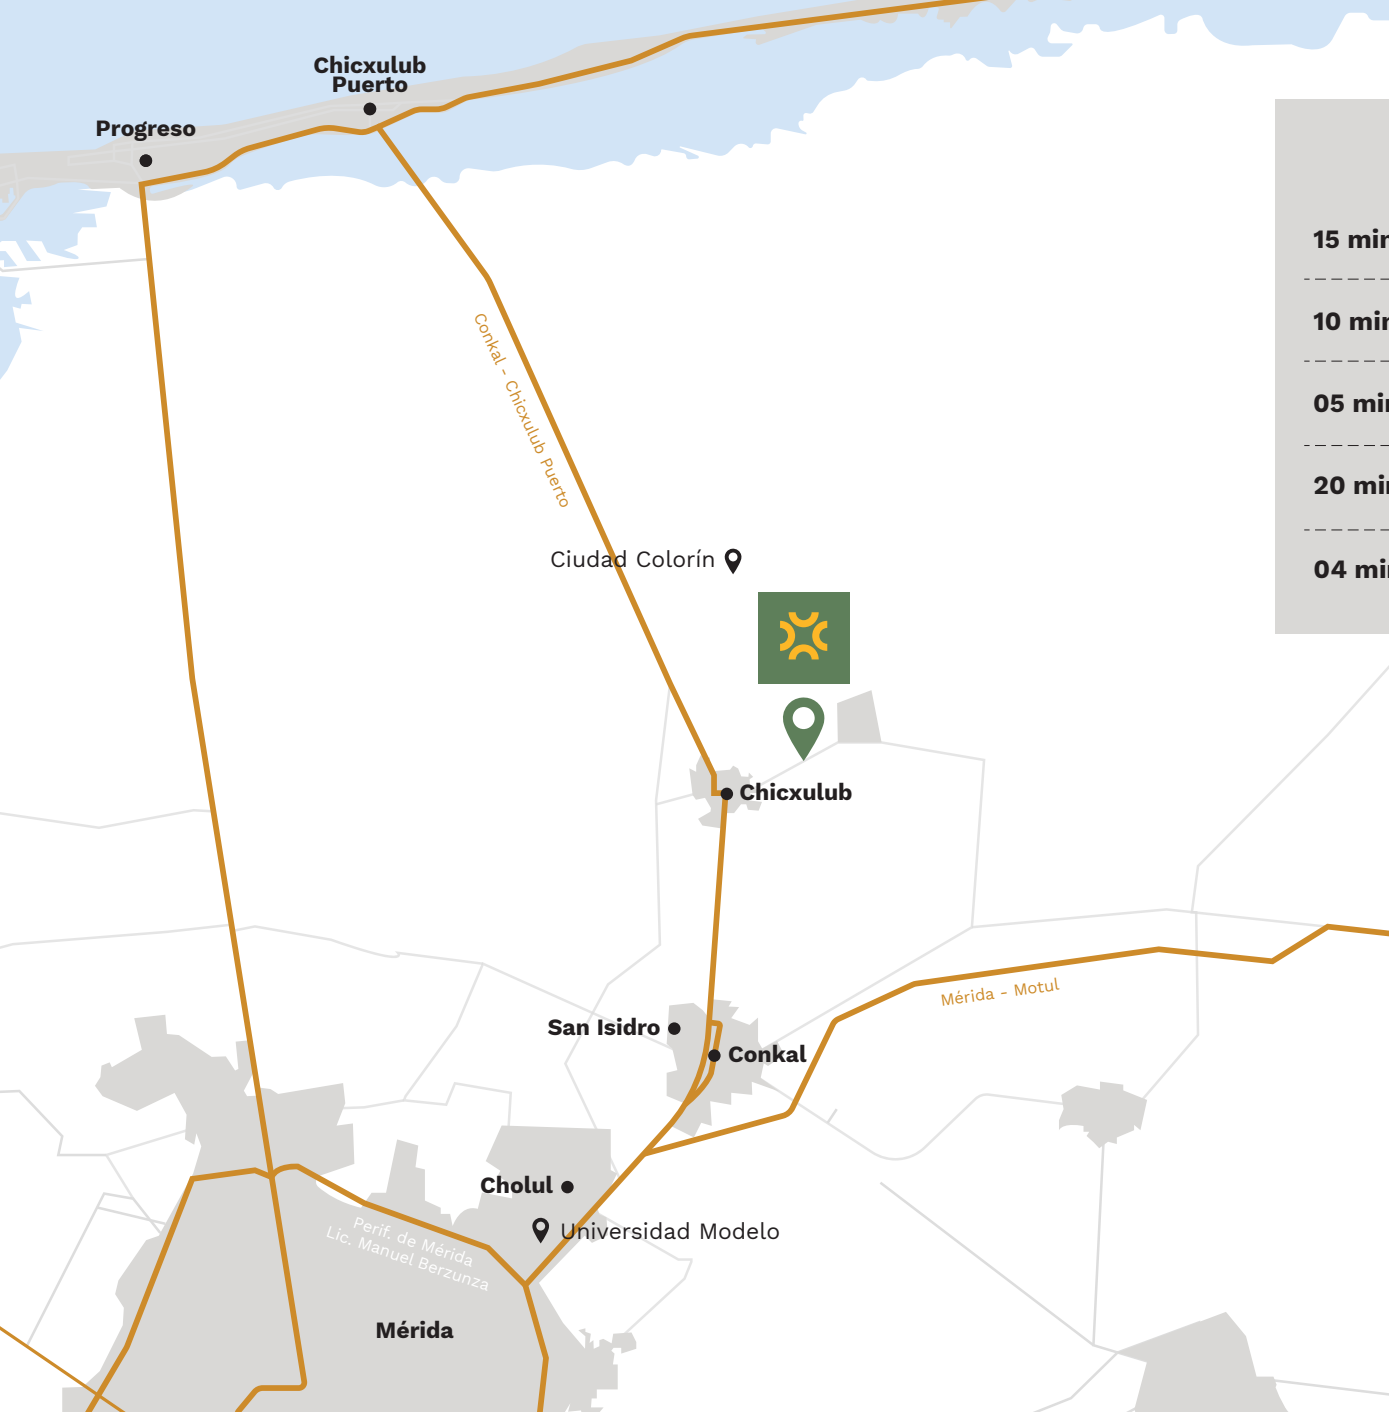 Chicxulub
Puerto
Progreso
15 min
10 min
05 min
20 min
04 min
Conkal - Chicxulub Puerto
Ciudad Colorín
Chicxulub
Mérida - Motul
San Isidro
Conkal
Cholul
Universidad Modelo
Perif. de Mérida
Lic. Manuel Berzunza
Mérida